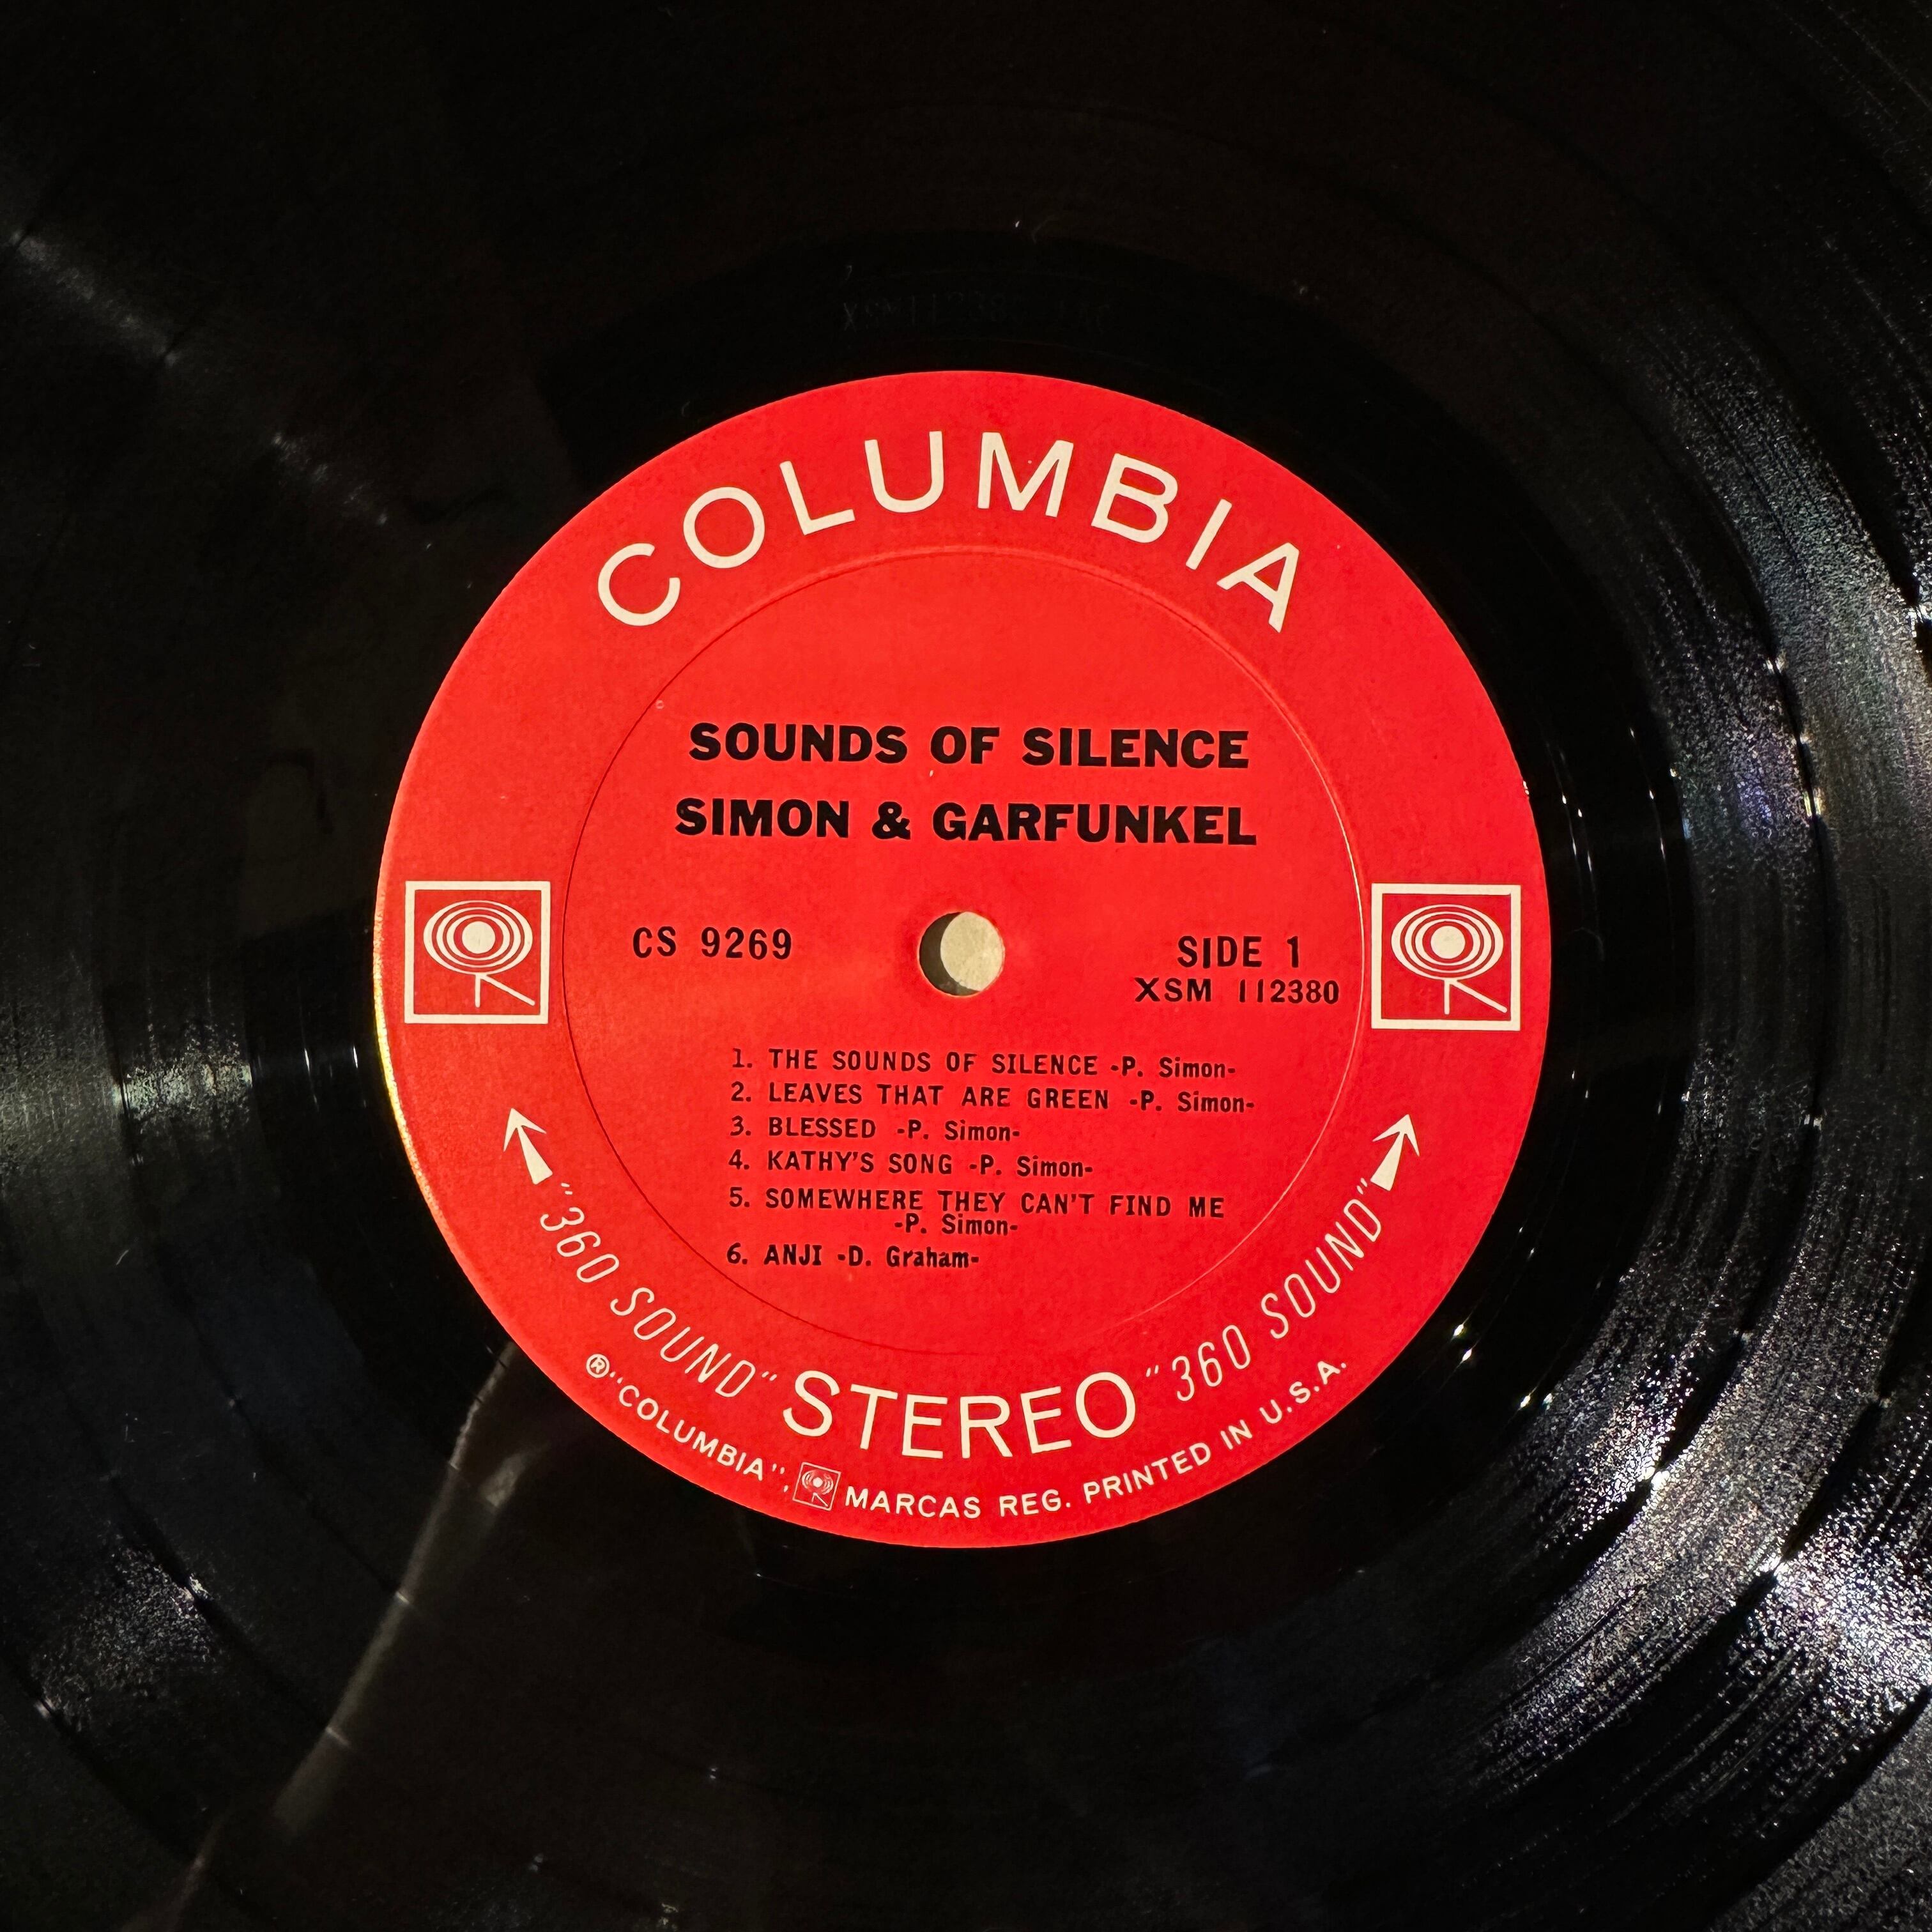 COLUMBIA
SOUNDS OF SILENCE
SIMON & GARFUNKEL
CS 9269
SIDE 1
XSM 112380
1. THE SOUNDS OF SILENCE -P. Simon-
2. LEAVES THAT ARE GREEN -P. Simon-
3. BLESSED -P. Simon-
4. KATHY'S SONG -P. Simon-
5. SOMEWHERE THEY CAN'T FIND ME
-P. Simon-
6. ANJI -D. Graham-
"360 SOUND" STEREO "360 SOUND"
® "COLUMBIA", MARCAS REG. PRINTED IN U.S.A.